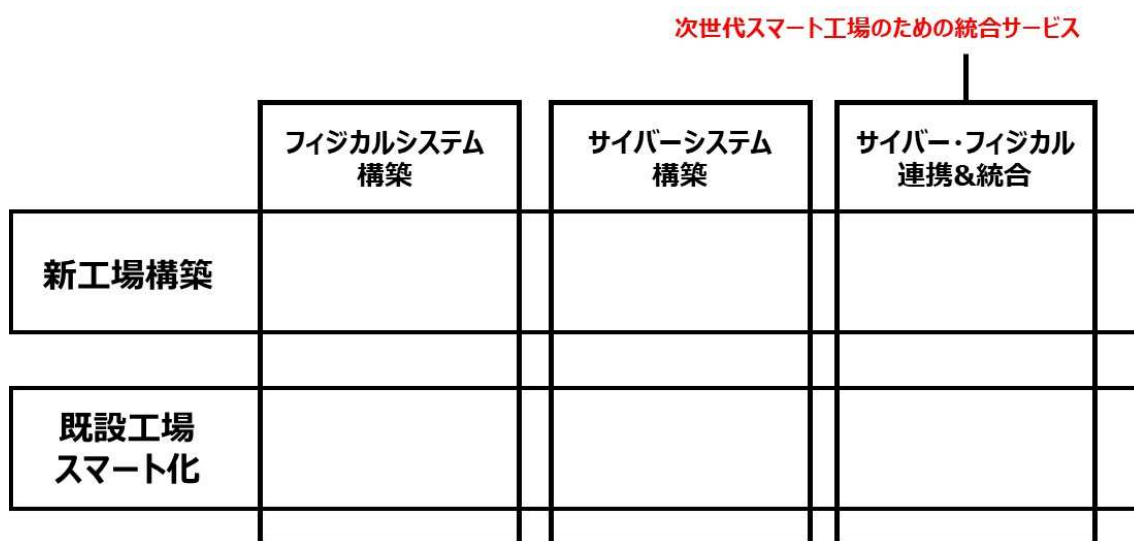 次世代スマート工場のための統合サービス
フィジカルシステム
構築
サイバーシステム
構築
サイバー・フィジカル
連携&統合
新工場構築
既設工場
スマート化